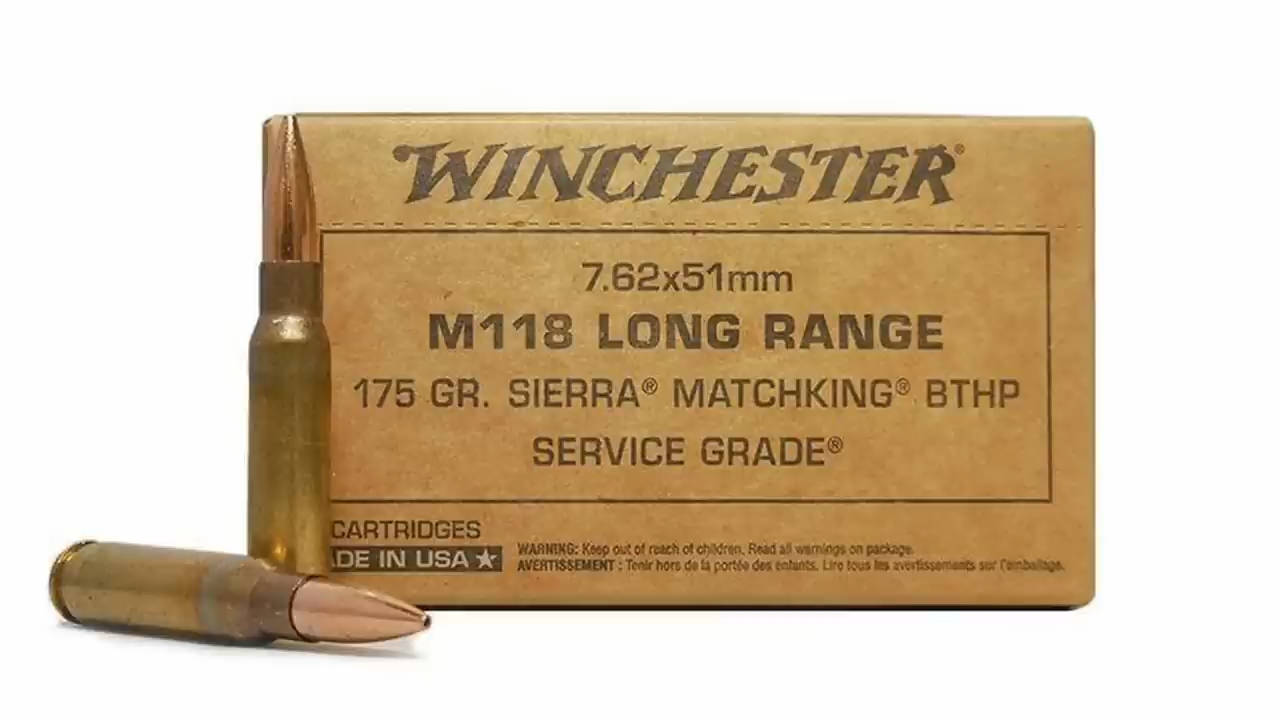 WINCHESTER®
7.62x51mm
M118 LONG RANGE
175 GR. SIERRA® MATCHKING® BTHP
SERVICE GRADE®
CARTRIDGES
ADE IN USA ★
WARNING: Keep out of reach of children. Read all warnings on package.
AVERTISSEMENT : Tenir hors de la portée des enfants. Lire tous les avertissements sur l'emballage.